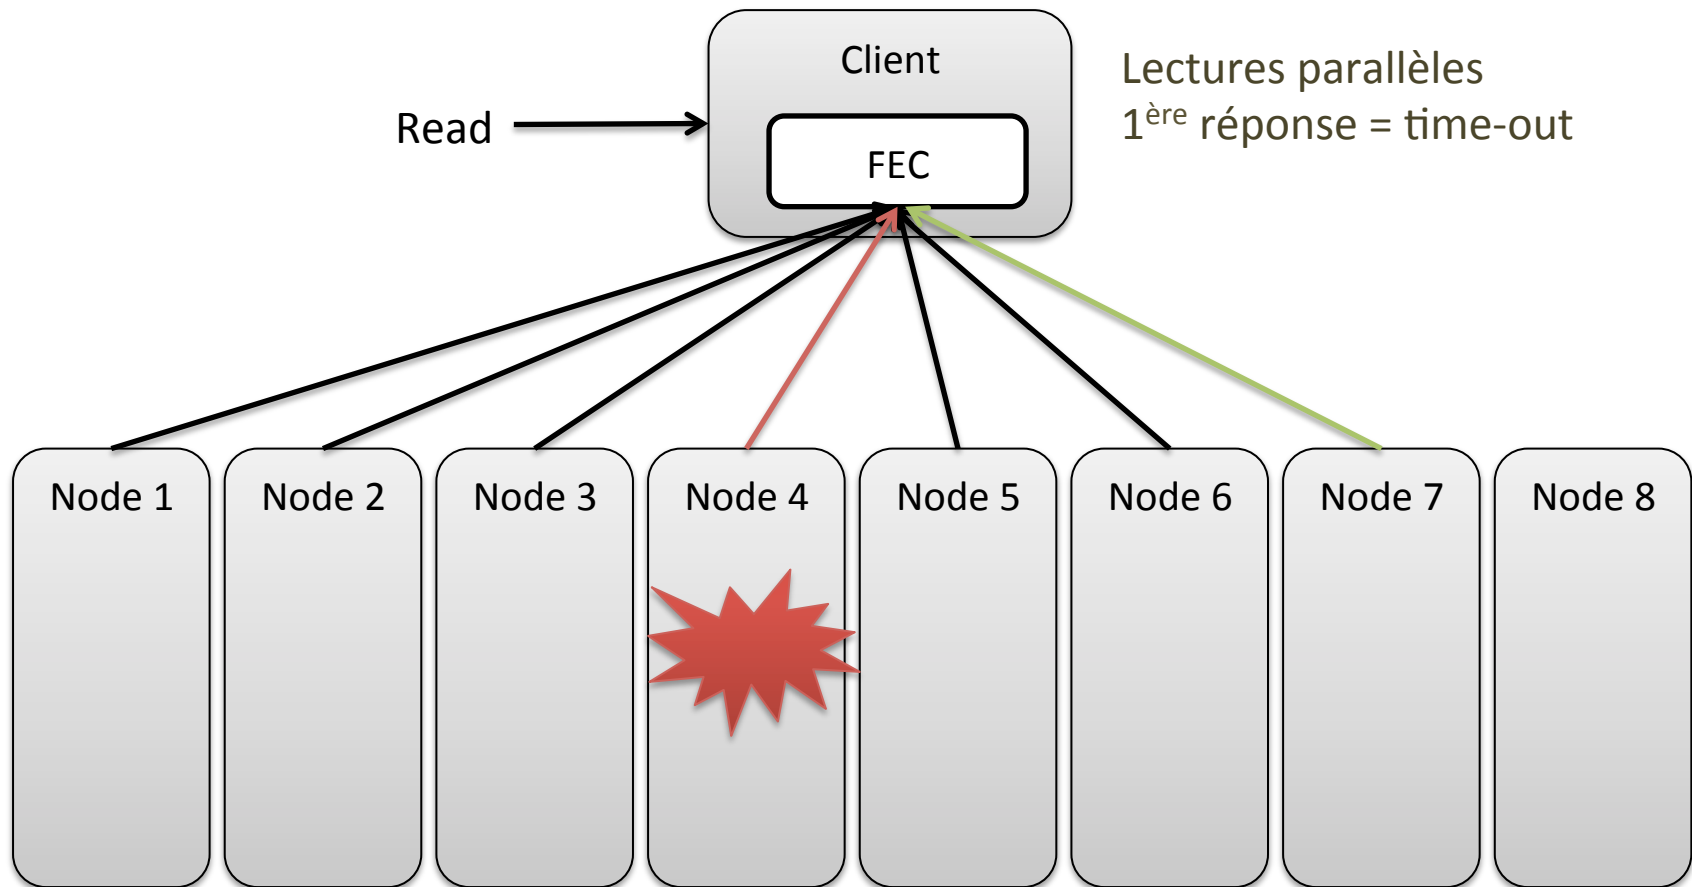 Client
Lectures parallèles
1ère réponse = time-out
Read
FEC
Node 1
Node 2
Node 3
Node 4
Node 5
Node 6
Node 7
Node 8